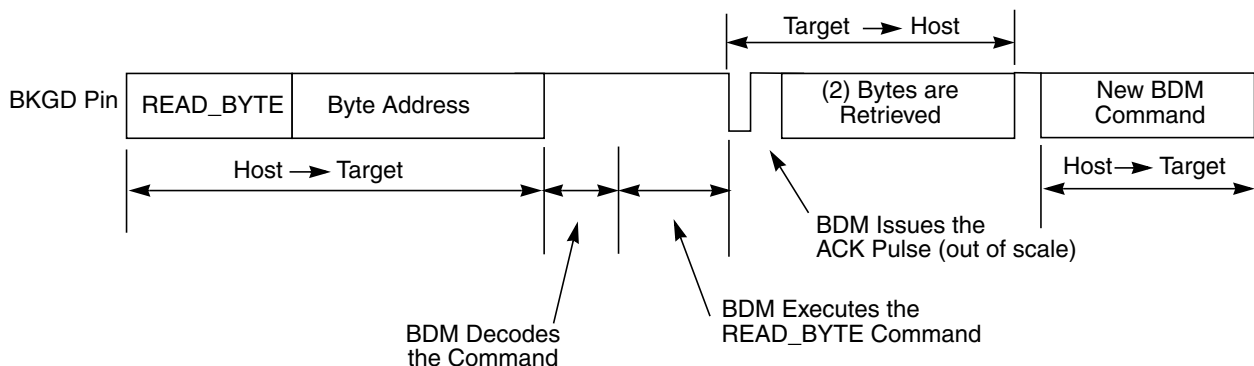 Target → Host
BKGD Pin
READ_BYTE
Byte Address
(2) Bytes are
Retrieved
New BDM
Command
Host → Target
Host → Target
BDM Issues the
ACK Pulse (out of scale)
BDM Decodes
the Command
BDM Executes the
READ_BYTE Command